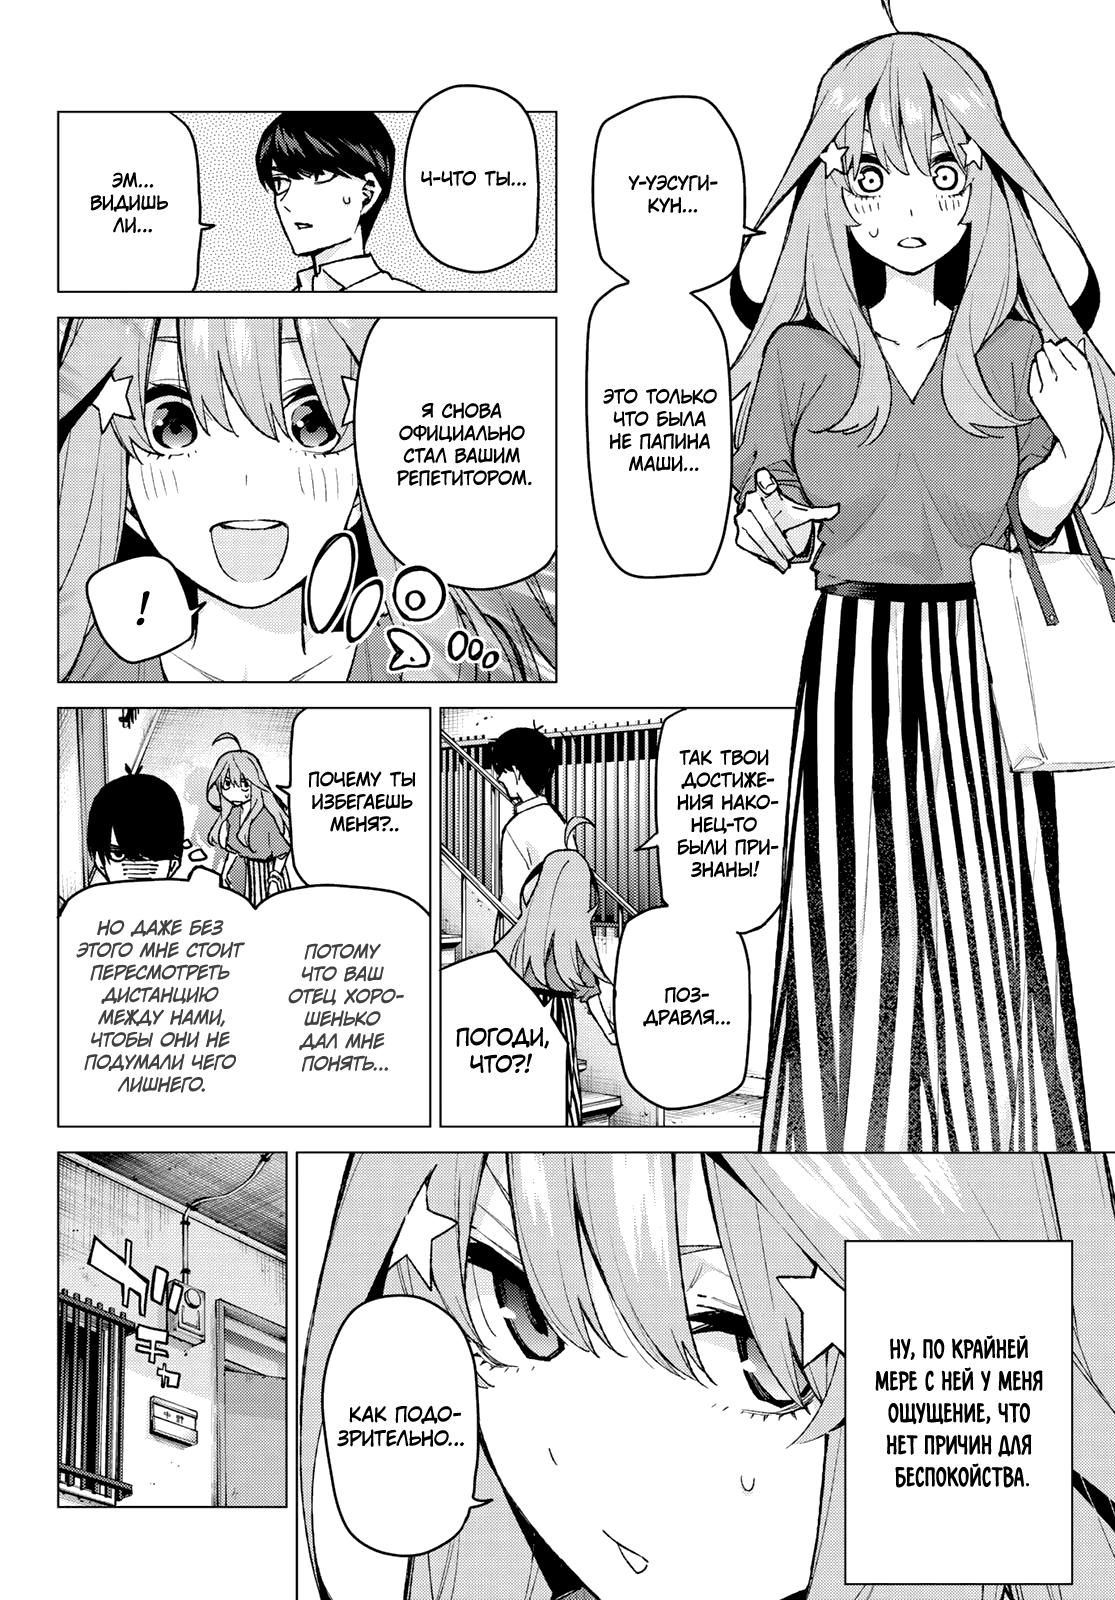 У-УЭСУГИ-
КУН...
ЭТО ТОЛЬКО
ЧТО БЫЛА
НЕ ПАПИНА
МАШИ...
Ч-ЧТО ТЫ...
ЭМ...
ВИДИШЬ
ЛИ...
Я СНОВА
ОФИЦИАЛЬНО
СТАЛ ВАШИМ
РЕПЕТИТОРОМ.
!
ТАК ТВОИ
ДОСТИЖЕ-
НИЯ НАКО-
НЕЦ-ТО
БЫЛИ ПРИ-
ЗНАНЫ!
ПОЗ-
ДРАВЛЯ...
ПОГОДИ,
ЧТО?!
ПОЧЕМУ ТЫ
ИЗБЕГАЕШЬ
МЕНЯ?..
ПОТОМУ
ЧТО ВАШ
ОТЕЦ ХОРО-
ШЕНЬКО
ДАЛ МНЕ
ПОНЯТЬ...
НО ДАЖЕ БЕЗ
ЭТОГО МНЕ СТОИТ
ПЕРЕСМОТРЕТЬ
ДИСТАНЦИЮ
МЕЖДУ НАМИ,
ЧТОБЫ ОНИ НЕ
ПОДУМАЛИ ЧЕГО
ЛИШНЕГО.
НУ, ПО КРАЙНЕЙ
МЕРЕ С НЕЙ У МЕНЯ
ОЩУЩЕНИЕ, ЧТО
НЕТ ПРИЧИН ДЛЯ
БЕСПОКОЙСТВА.
КАК ПОДО-
ЗРИТЕЛЬНО...